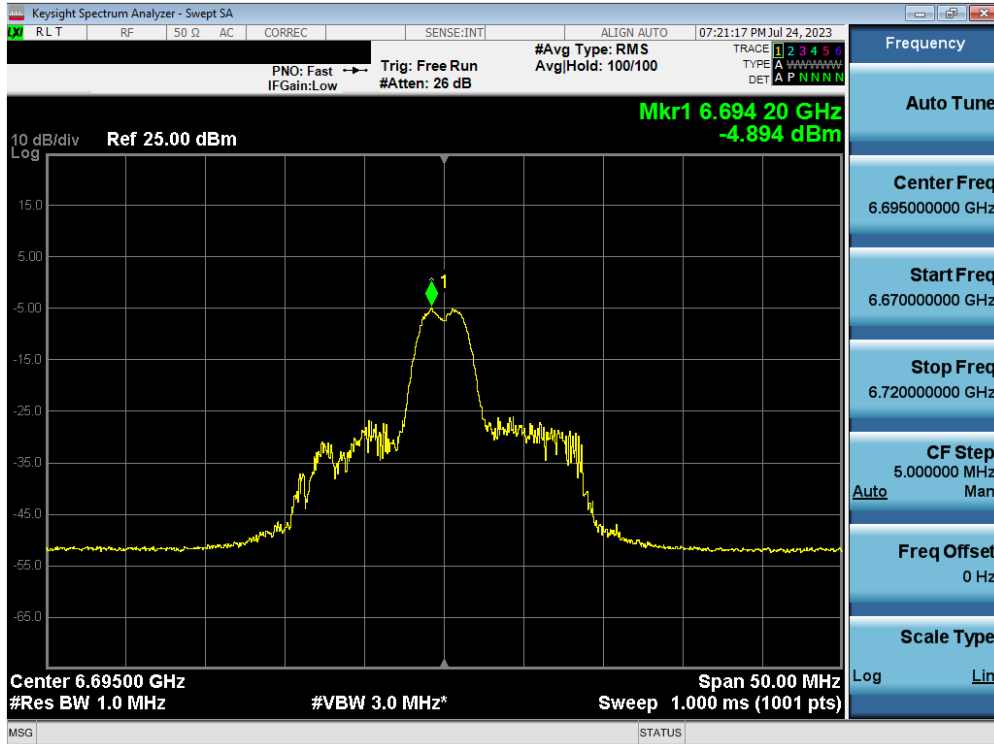 Keysight Spectrum Analyzer - Swept SA
LXI RLT RF 50 Ω AC CORREC SENSE:INT ALIGN AUTO 07:21:17 PM Jul 24, 2023
PNO: Fast
IFGain:Low
Trig: Free Run
#Atten: 26 dB
#Avg Type: RMS
Avg|Hold: 100/100
TRACE 1 2 3 4 5 6
TYPE A WWWWW
DET A P N N N N
Mkr1 6.694 20 GHz
-4.894 dBm
10 dB/div Ref 25.00 dBm
Log
15.0
5.00
1
-5.00
-15.0
-25.0
-35.0
-45.0
-55.0
-65.0
Center 6.69500 GHz Span 50.00 MHz
#Res BW 1.0 MHz #VBW 3.0 MHz* Sweep 1.000 ms (1001 pts)
MSG STATUS
Frequency
Auto Tune
Center Freq
6.695000000 GHz
Start Freq
6.670000000 GHz
Stop Freq
6.720000000 GHz
CF Step
5.000000 MHz
Auto Man
Freq Offset
0 Hz
Scale Type
Log Lin